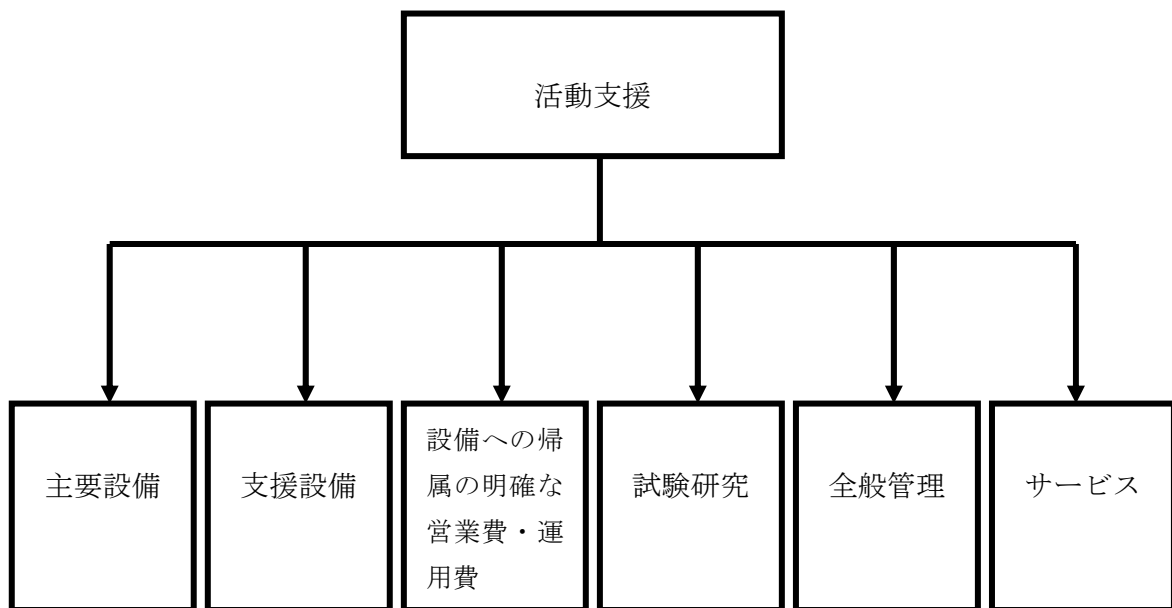 活動支援
主要設備
支援設備
設備への帰
属の明確な
営業費・運
用費
試験研究
全般管理
サービス